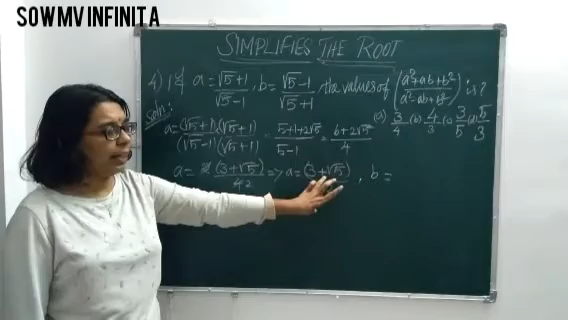 SOWMV INFINITA
SIMPLIFIES THE ROOT
4) If a = √5+1/√5-1, b = √5-1/√5+1 the values of (a²+ab+b²/a²-ab+b²) is?
(a) 3/4 (b) 4/3 (c) 3/5 (d) 5/3
Soln:
a = (√5+1)(√5+1)/(√5-1)(√5+1) = 5+1+2√5/5-1 = 6+2√5/4
a = 2(3+√5)/4 2 => a = (3+√5) , b =